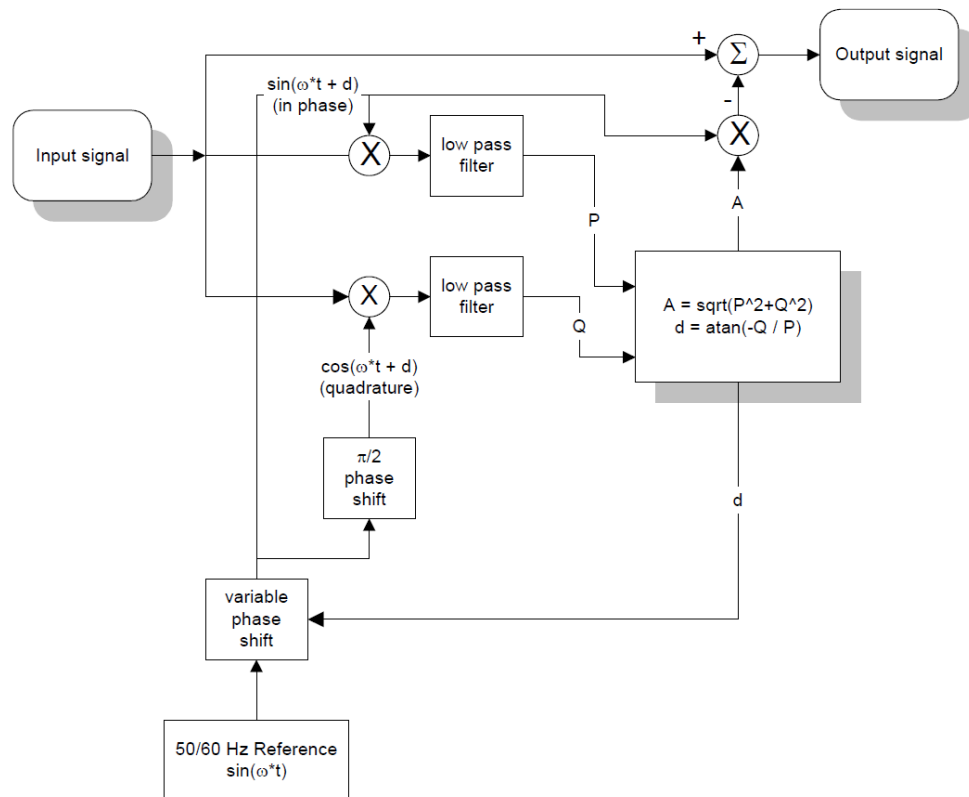 +
Σ
Output signal
sin(ω*t + d)
(in phase)
-
Input signal
X
low pass
filter
X
A
P
X
low pass
filter
Q
A = sqrt(P^2+Q^2)
d = atan(-Q / P)
cos(ω*t + d)
(quadrature)
π/2
phase
shift
d
variable
phase
shift
50/60 Hz Reference
sin(ω*t)